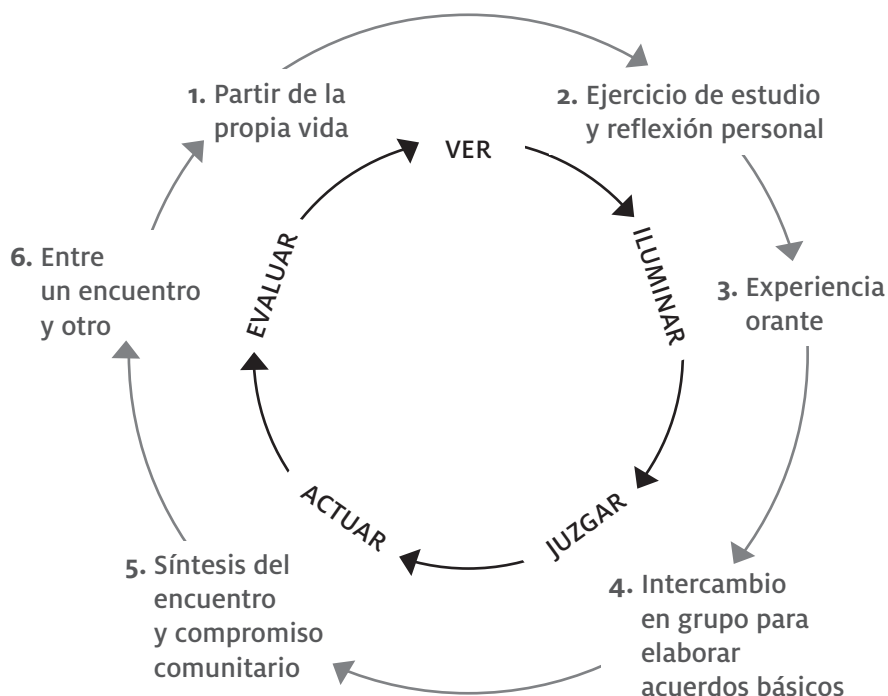 1. Partir de la
propia vida
2. Ejercicio de estudio
y reflexión personal
VER
ILUMINAR
EVALUAR
6. Entre
un encuentro
y otro
3. Experiencia
orante
ACTUAR
JUZGAR
5. Síntesis del
encuentro
y compromiso
comunitario
4. Intercambio
en grupo para
elaborar
acuerdos básicos